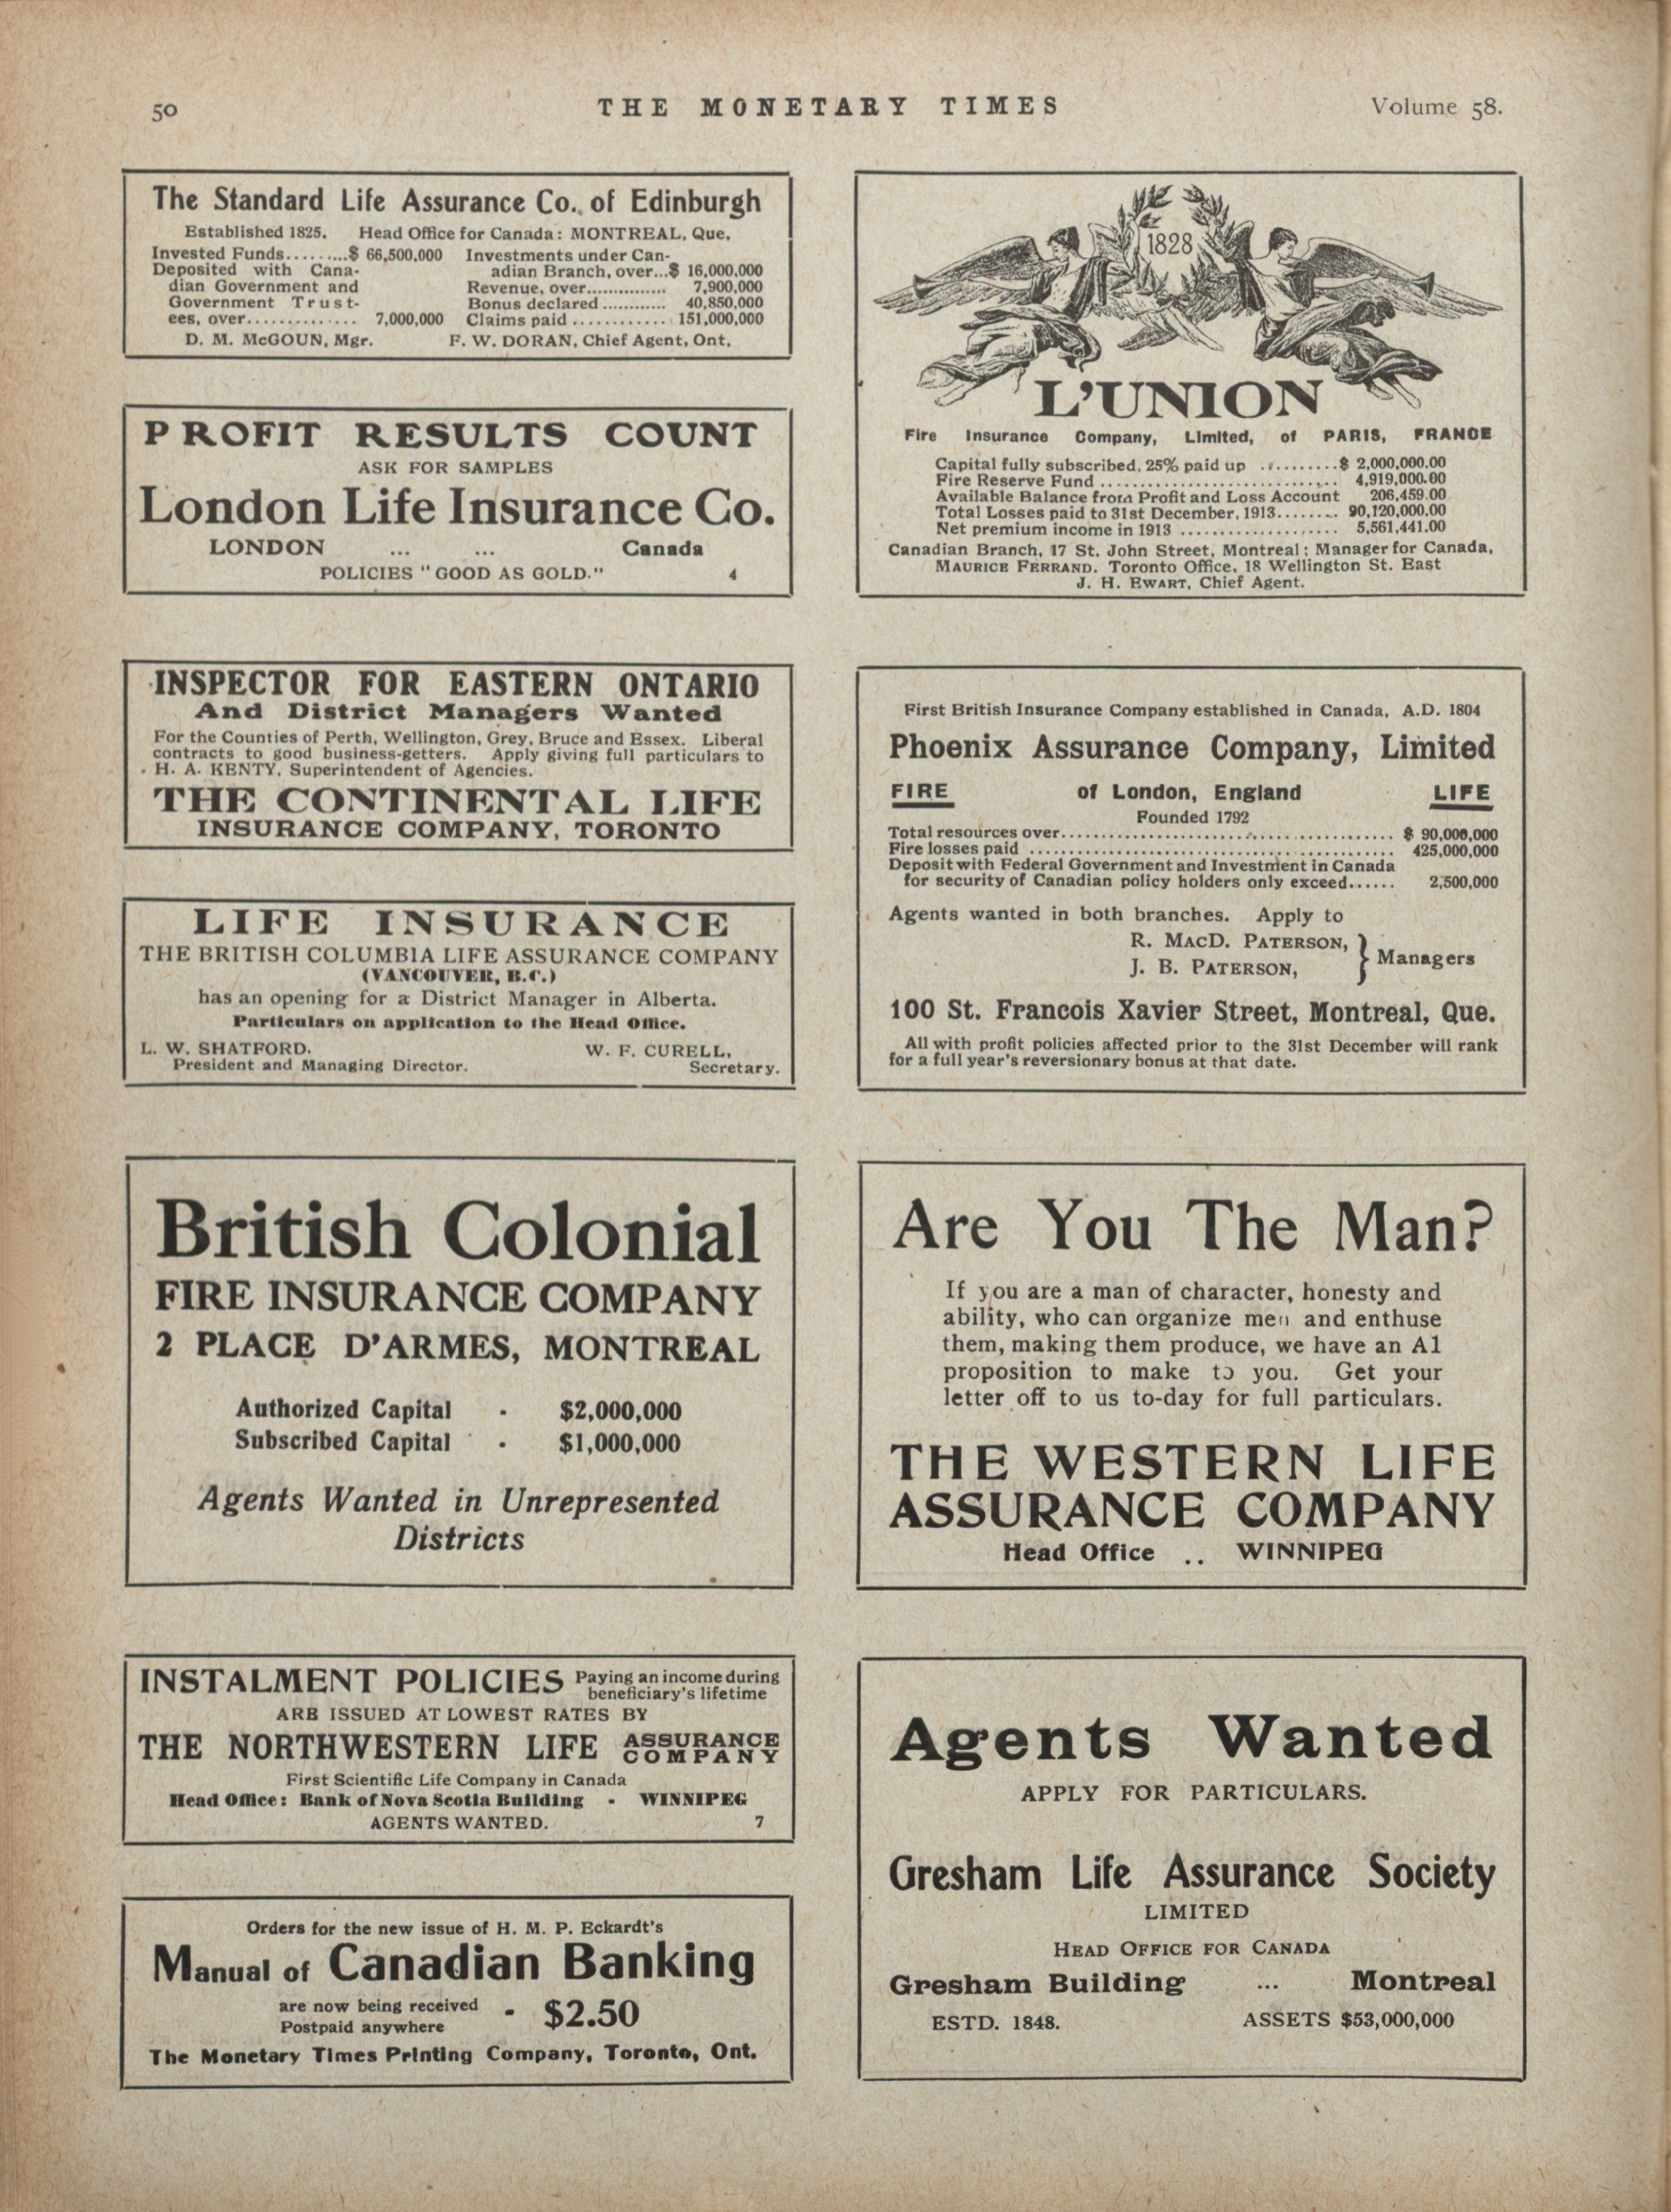 50
THE MONETARY TIMES
Volume 58.
The Standard Life Assurance Co., of Edinburgh
Established 1825. Head Office for Canada: MONTREAL, Que.
Invested Funds..........$ 66,500,000
Deposited with Cana-
dian Government and
Government Trust-
ees, over.............. 7,000,000
Investments under Can-
adian Branch, over...$ 16,000,000
Revenue, over............... 7,900,000
Bonus declared ............ 40,850,000
Claims paid ............. 151,000,000
D. M. McGOUN, Mgr. F. W. DORAN, Chief Agent, Ont.
PROFIT RESULTS COUNT
ASK FOR SAMPLES
London Life Insurance Co.
LONDON ... ... Canada
POLICIES "GOOD AS GOLD." 4
INSPECTOR FOR EASTERN ONTARIO
And District Managers Wanted
For the Counties of Perth, Wellington, Grey, Bruce and Essex. Liberal
contracts to good business-getters. Apply giving full particulars to
H. A. KENTY, Superintendent of Agencies.
THE CONTINENTAL LIFE
INSURANCE COMPANY, TORONTO
LIFE INSURANCE
THE BRITISH COLUMBIA LIFE ASSURANCE COMPANY
(VANCOUVER, B.C.)
has an opening for a District Manager in Alberta.
Particulars on application to the Head Office.
L. W. SHATFORD, W. F. CURELL,
President and Managing Director. Secretary.
British Colonial
FIRE INSURANCE COMPANY
2 PLACE D'ARMES, MONTREAL
Authorized Capital - $2,000,000
Subscribed Capital - $1,000,000
Agents Wanted in Unrepresented
Districts
INSTALMENT POLICIES Paying an income during
beneficiary's lifetime
ARE ISSUED AT LOWEST RATES BY
THE NORTHWESTERN LIFE ASSURANCE
COMPANY
First Scientific Life Company in Canada
Head Office: Bank of Nova Scotia Building - WINNIPEG
AGENTS WANTED. 7
Orders for the new issue of H. M. P. Eckardt's
Manual of Canadian Banking
are now being received
Postpaid anywhere - $2.50
The Monetary Times Printing Company, Toronto, Ont.
1828
L'UNION
Fire Insurance Company, Limited, of PARIS, FRANCE
Capital fully subscribed, 25% paid up ..........$ 2,000,000.00
Fire Reserve Fund .............................. 4,919,000.00
Available Balance from Profit and Loss Account 206,459.00
Total Losses paid to 31st December, 1913........ 90,120,000.00
Net premium income in 1913 .................... 5,561,441.00
Canadian Branch, 17 St. John Street, Montreal; Manager for Canada,
MAURICE FERRAND. Toronto Office, 18 Wellington St. East
J. H. EWART, Chief Agent.
First British Insurance Company established in Canada, A.D. 1804
Phoenix Assurance Company, Limited
FIRE of London, England LIFE
Founded 1792
Total resources over.......................................... $ 90,000,000
Fire losses paid .............................................. 425,000,000
Deposit with Federal Government and Investment in Canada
for security of Canadian policy holders only exceed...... 2,500,000
Agents wanted in both branches. Apply to
R. MACD. PATERSON,
J. B. PATERSON, } Managers
100 St. Francois Xavier Street, Montreal, Que.
All with profit policies affected prior to the 31st December will rank
for a full year's reversionary bonus at that date.
Are You The Man?
If you are a man of character, honesty and
ability, who can organize men and enthuse
them, making them produce, we have an A1
proposition to make to you. Get your
letter off to us to-day for full particulars.
THE WESTERN LIFE
ASSURANCE COMPANY
Head Office .. WINNIPEG
Agents Wanted
APPLY FOR PARTICULARS.
Gresham Life Assurance Society
LIMITED
HEAD OFFICE FOR CANADA
Gresham Building ... Montreal
ESTD. 1848. ASSETS $53,000,000